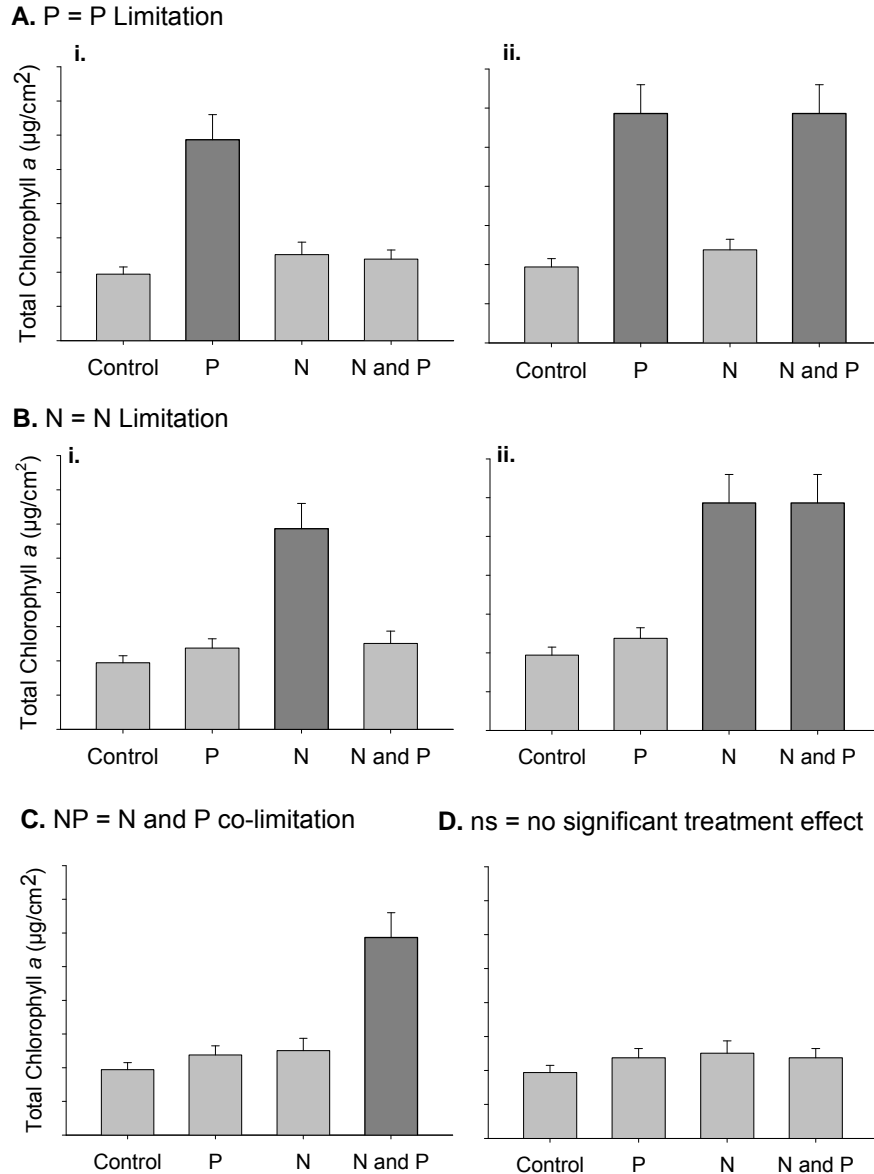 A. P = P Limitation
i.
ii.
Total Chlorophyll a (µg/cm2)
Control P N N and P
Control P N N and P
B. N = N Limitation
i.
ii.
Total Chlorophyll a (µg/cm²)
Control P N N and P
Control P N N and P
C. NP = N and P co-limitation
D. ns = no significant treatment effect
Total Chlorophyll a (µg/cm2)
Control P N N and P
Control P N N and P